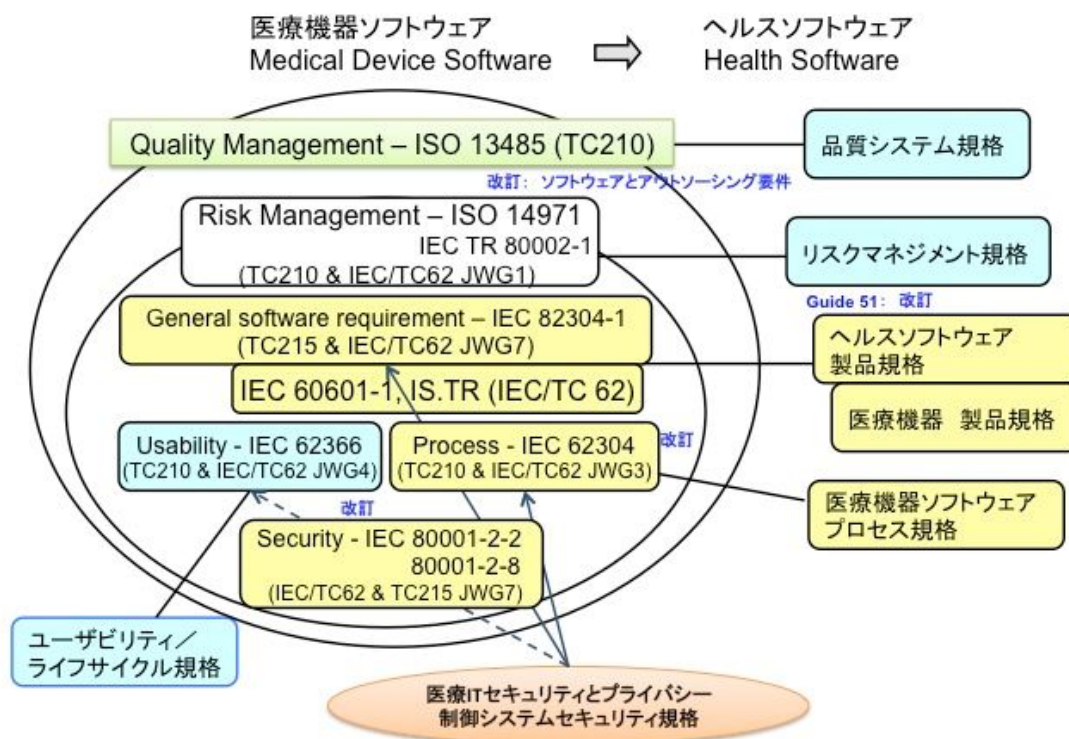 医療機器ソフトウェア
Medical Device Software
ヘルスソフトウェア
Health Software
Quality Management – ISO 13485 (TC210)
品質システム規格
改訂： ソフトウェアとアウトソーシング要件
Risk Management – ISO 14971
IEC TR 80002-1
(TC210 & IEC/TC62 JWG1)
リスクマネジメント規格
Guide 51： 改訂
General software requirement – IEC 82304-1
(TC215 & IEC/TC62 JWG7)
ヘルスソフトウェア
製品規格
IEC 60601-1, IS.TR (IEC/TC 62)
医療機器 製品規格
Usability - IEC 62366
(TC210 & IEC/TC62 JWG4)
Process - IEC 62304
(TC210 & IEC/TC62 JWG3)
改訂
医療機器ソフトウェア
プロセス規格
改訂
Security - IEC 80001-2-2
80001-2-8
(IEC/TC62 & TC215 JWG7)
ユーザビリティ／
ライフサイクル規格
医療ITセキュリティとプライバシー
制御システムセキュリティ規格